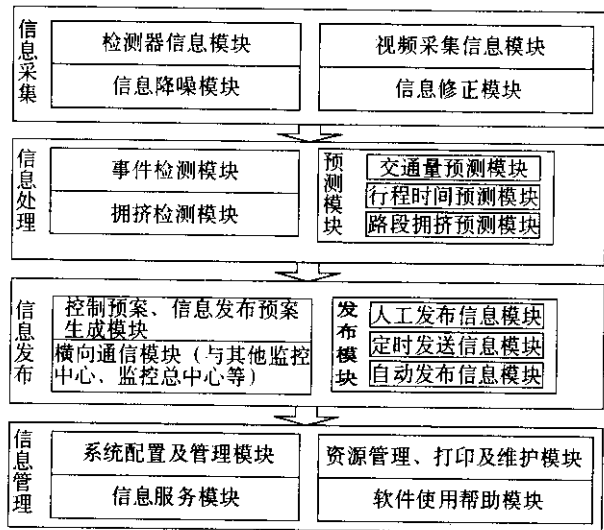 信息采集
检测器信息模块
信息降噪模块
视频采集信息模块
信息修正模块
信息处理
事件检测模块
拥挤检测模块
预测模块
交通量预测模块
行程时间预测模块
路段拥挤预测模块
信息发布
控制预案、信息发布预案
生成模块
横向通信模块（与其他监控
中心、监控总中心等）
发布模块
人工发布信息模块
定时发送信息模块
自动发布信息模块
信息管理
系统配置及管理模块
信息服务模块
资源管理、打印及维护模块
软件使用帮助模块